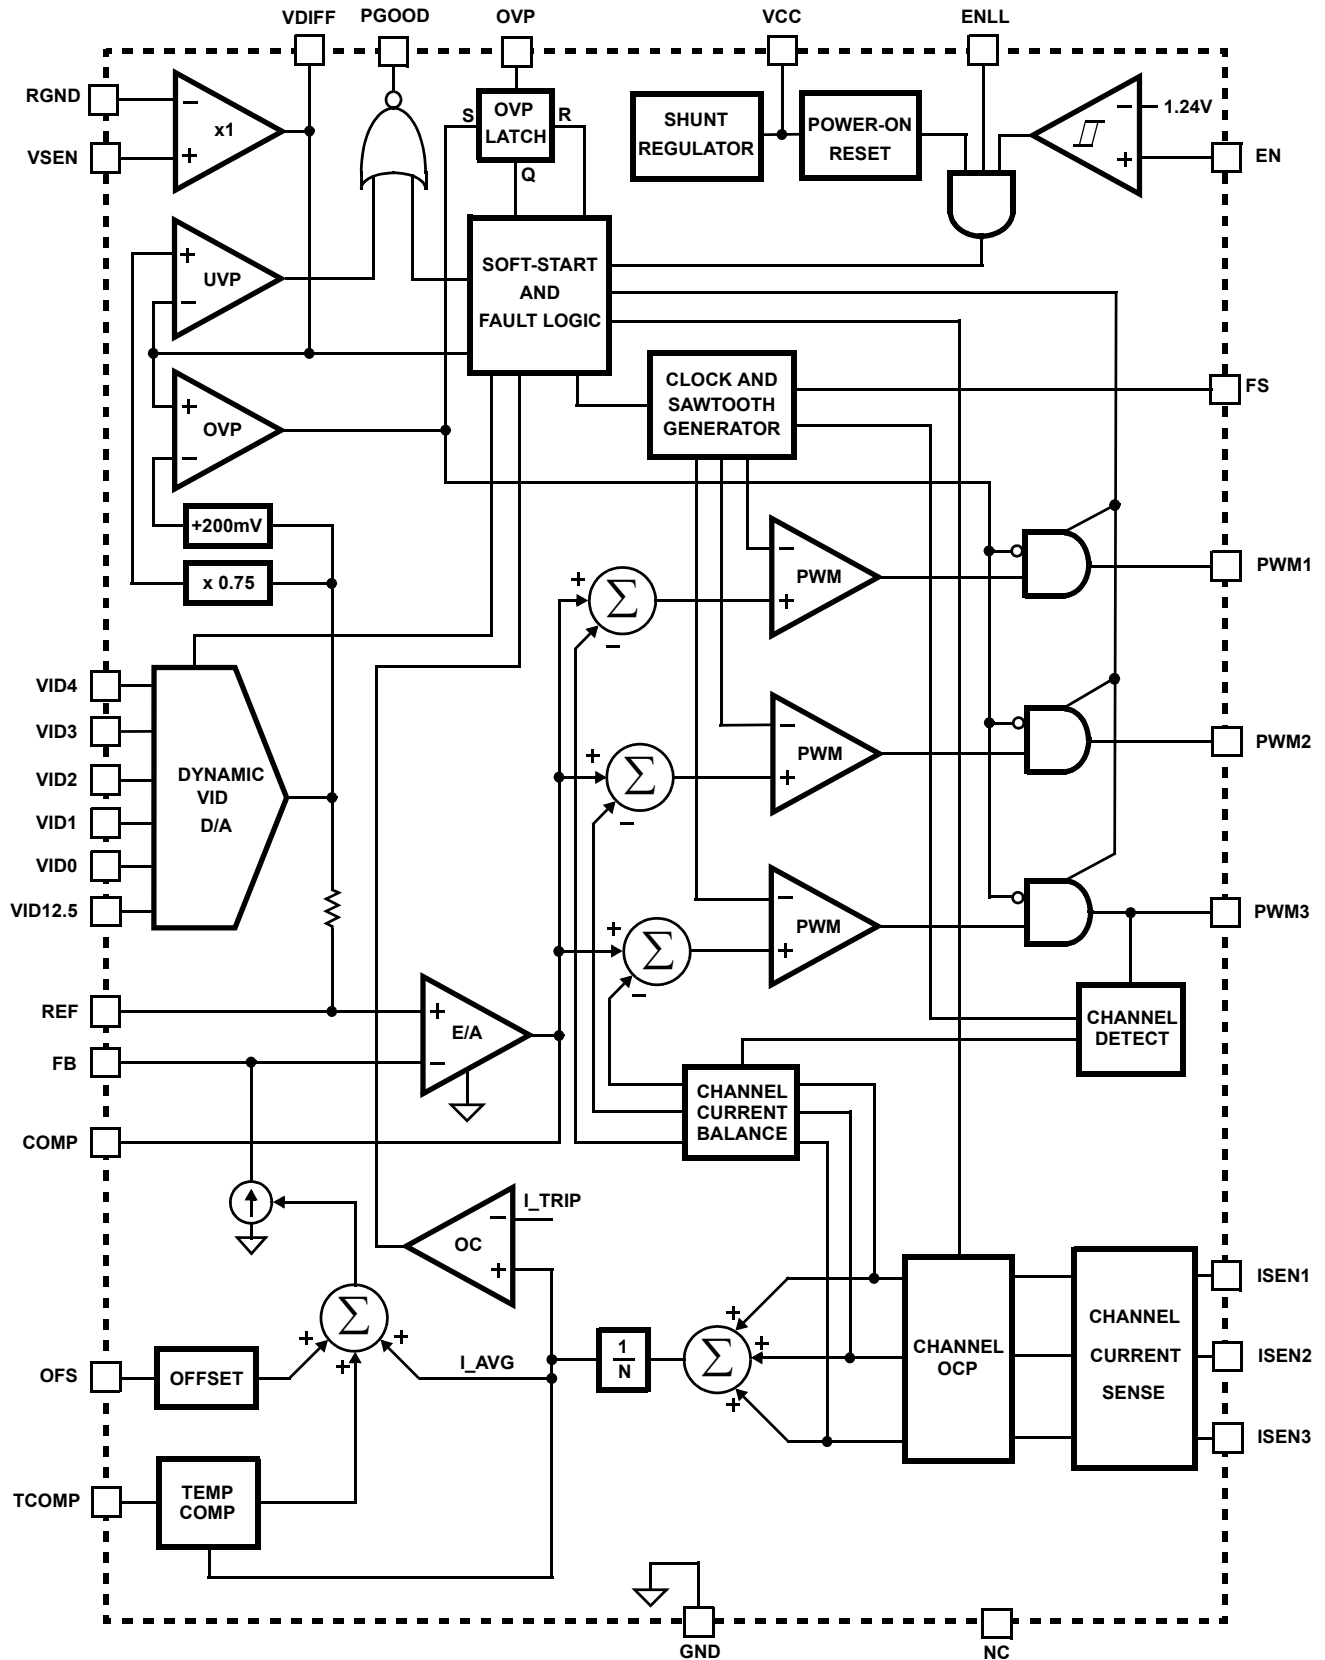 VDIFF PGOOD OVP VCC ENLL
RGND
VSEN
−
x1
+
S
OVP
LATCH
R
Q
SHUNT
REGULATOR
POWER-ON
RESET
− 1.24V
+
EN
+
UVP
−
SOFT-START
AND
FAULT LOGIC
+
OVP
−
CLOCK AND
SAWTOOTH
GENERATOR
FS
+200mV
x 0.75
+
Σ
−
−
PWM
+
PWM1
VID4
VID3
VID2
VID1
VID0
VID12.5
DYNAMIC
VID
D/A
+
Σ
−
−
PWM
+
PWM2
+
Σ
−
−
PWM
+
PWM3
REF
FB
COMP
+
E/A
−
CHANNEL
DETECT
CHANNEL
CURRENT
BALANCE
I_TRIP
−
OC
+
Σ
+
+
+
I_AVG
OFS
OFFSET
1
N
Σ
+
+
+
CHANNEL
OCP
CHANNEL
CURRENT
SENSE
ISEN1
ISEN2
ISEN3
TCOMP
TEMP
COMP
GND
NC